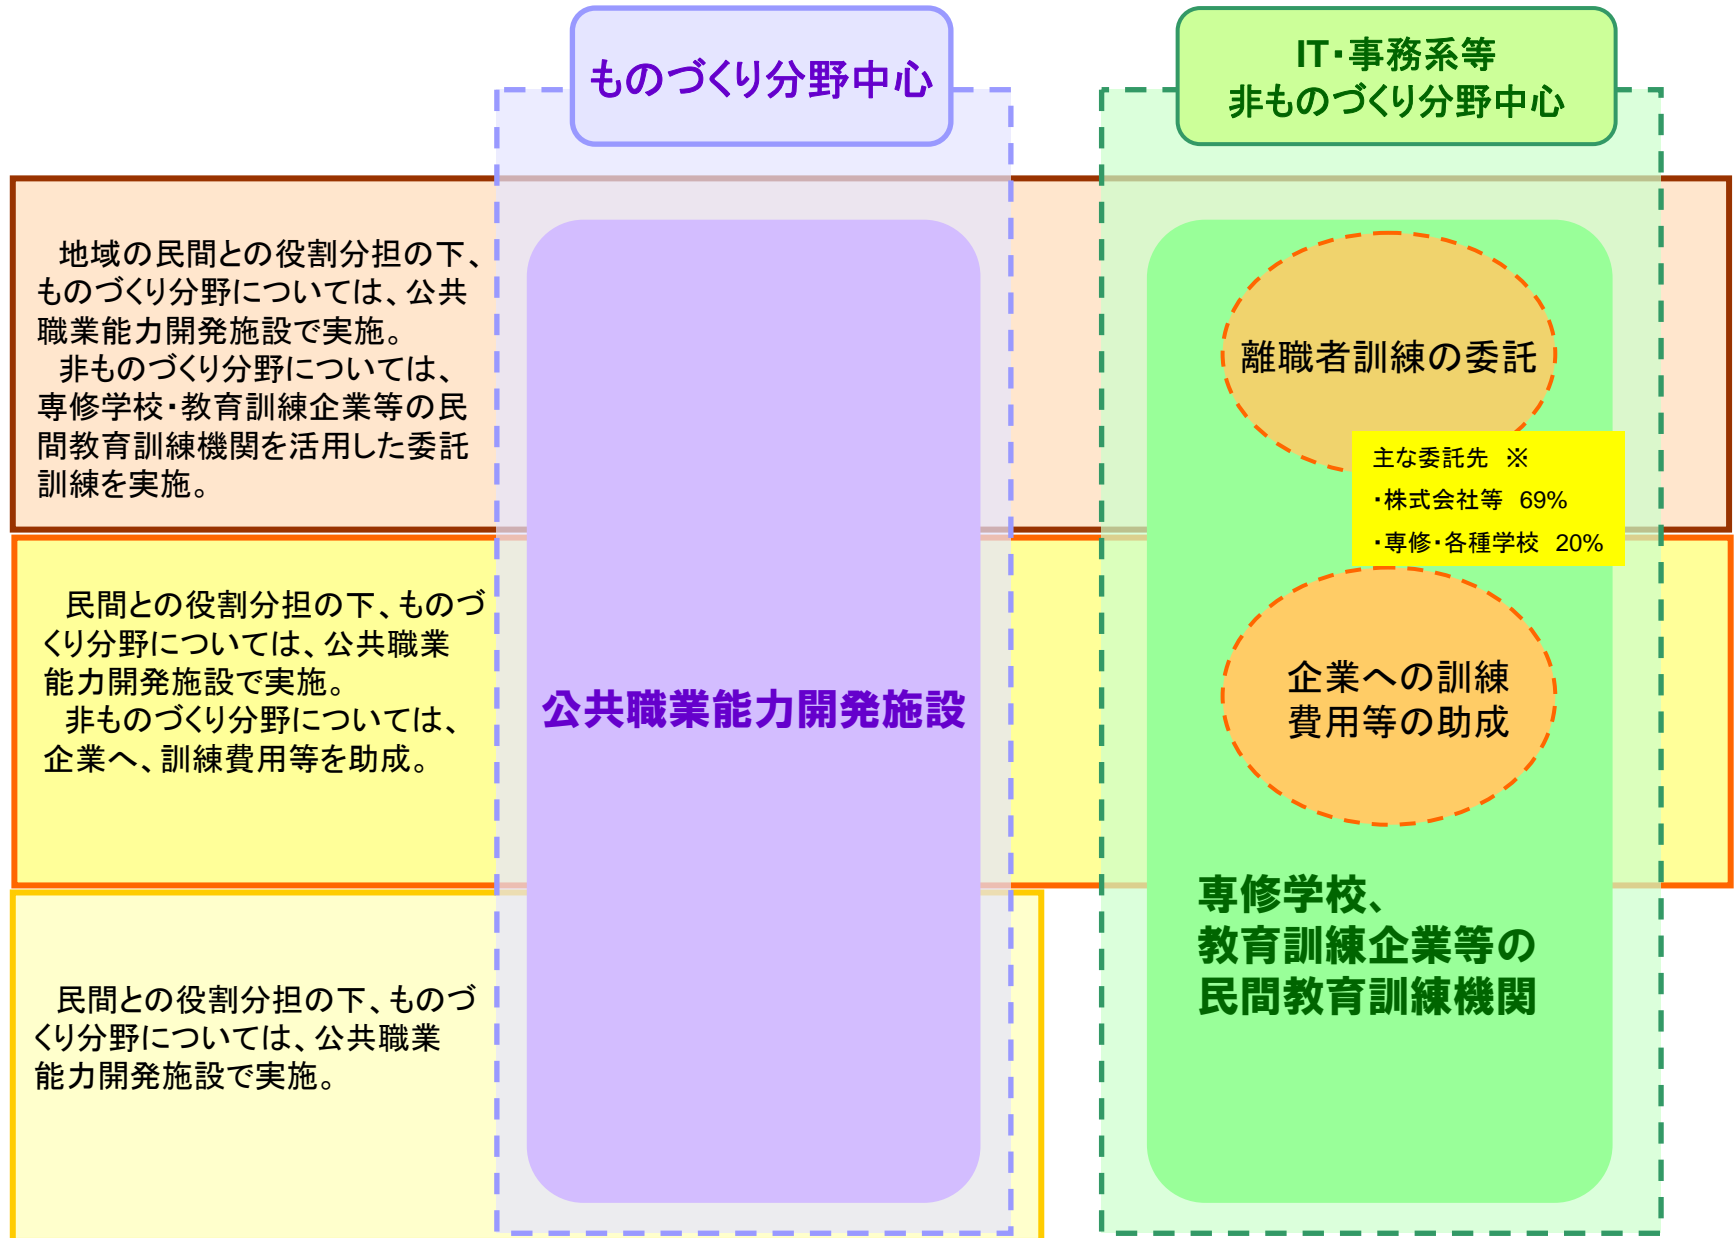 ものづくり分野中心
IT・事務系等
非ものづくり分野中心
地域の民間との役割分担の下、
ものづくり分野については、公共
職業能力開発施設で実施。
非ものづくり分野については、
専修学校・教育訓練企業等の民
間教育訓練機関を活用した委託
訓練を実施。
離職者訓練の委託
主な委託先 ※
・株式会社等 69%
・専修・各種学校 20%
民間との役割分担の下、ものづ
くり分野については、公共職業
能力開発施設で実施。
非ものづくり分野については、
企業へ、訓練費用等を助成。
公共職業能力開発施設
企業への訓練
費用等の助成
専修学校、
教育訓練企業等の
民間教育訓練機関
民間との役割分担の下、ものづ
くり分野については、公共職業
能力開発施設で実施。